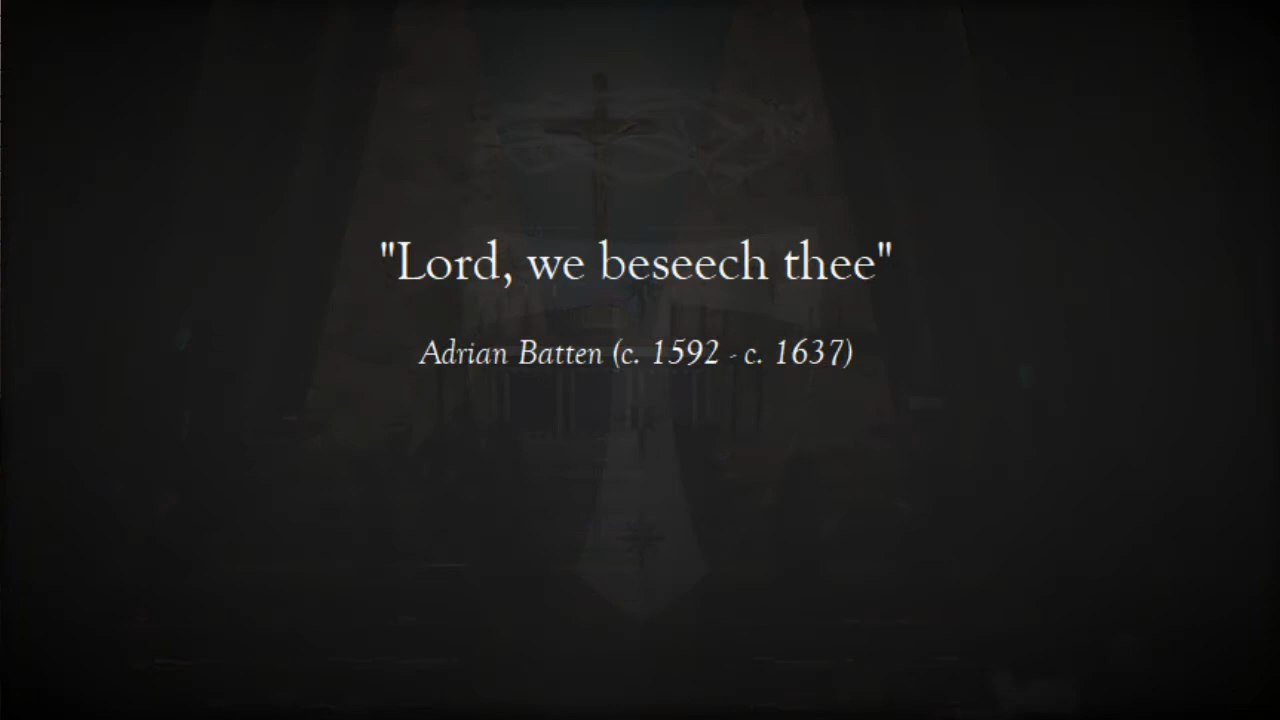 "Lord, we beseech thee"
Adrian Batten (c. 1592 - c. 1637)